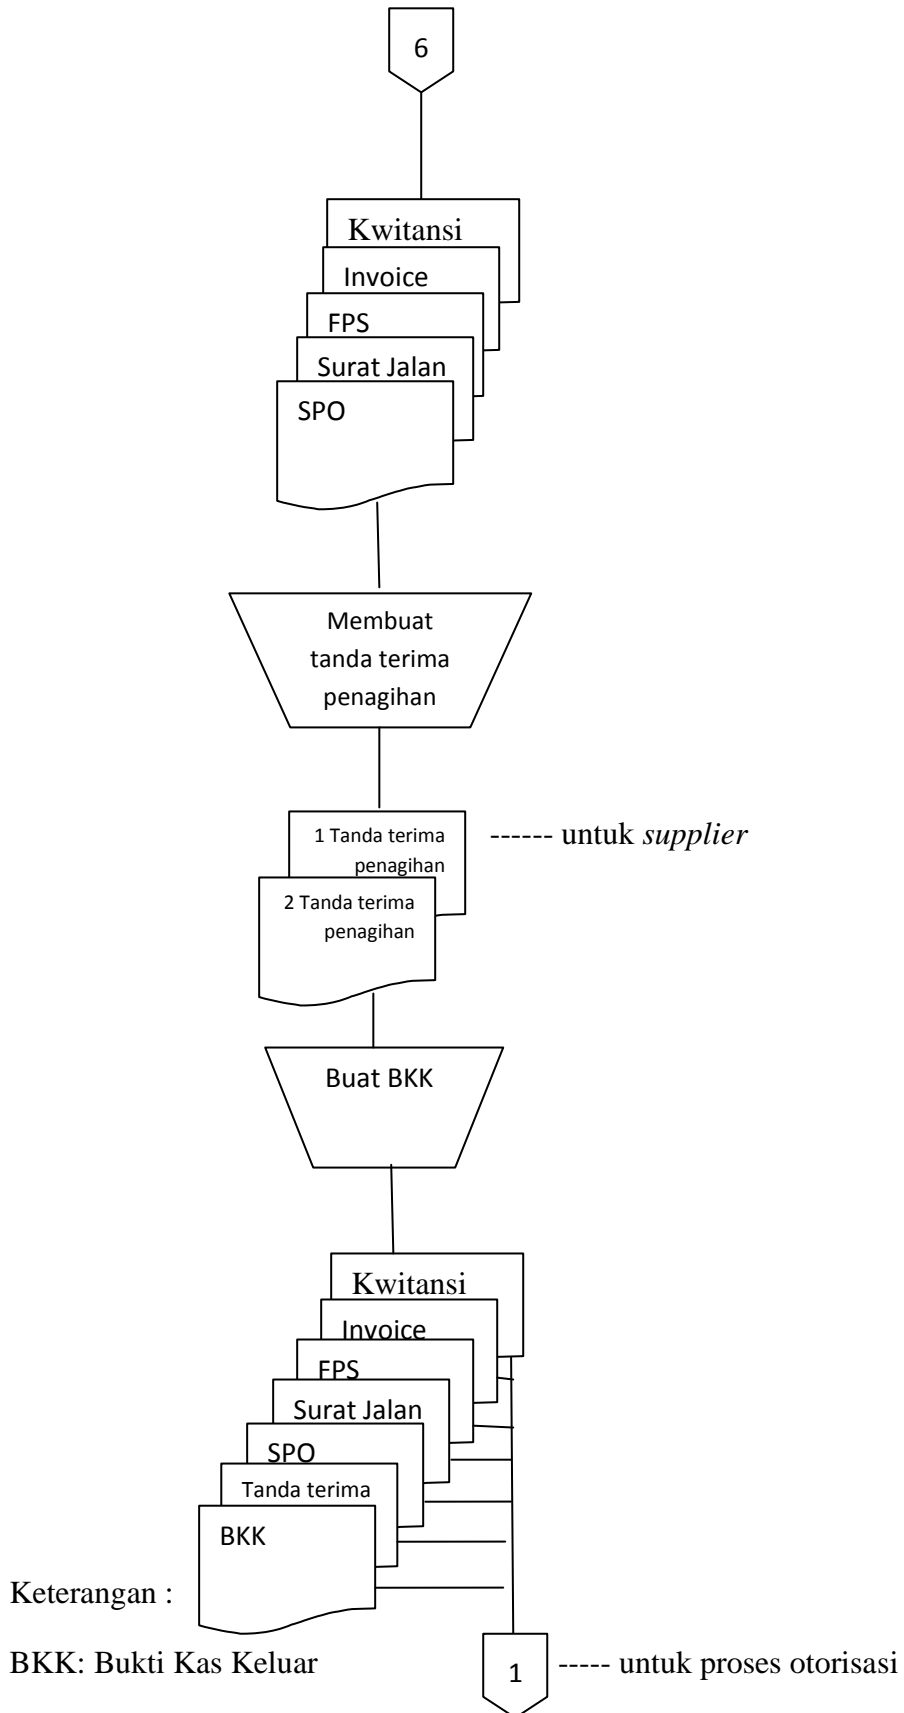 6
Kwitansi
Invoice
FPS
Surat Jalan
SPO
Membuat
tanda terima
penagihan
1 Tanda terima
penagihan
------ untuk supplier
2 Tanda terima
penagihan
Buat BKK
Kwitansi
Invoice
FPS
Surat Jalan
SPO
Tanda terima
BKK
Keterangan :
BKK: Bukti Kas Keluar
1
----- untuk proses otorisasi